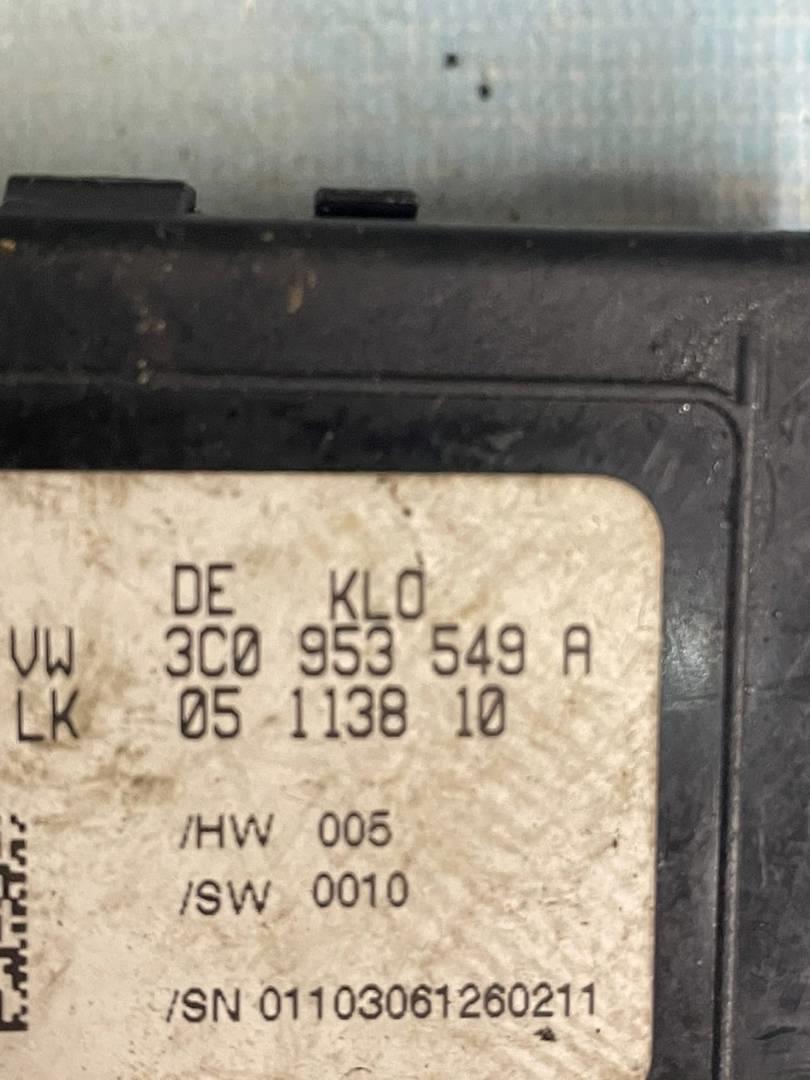 DE KLO
VW 3C0 953 549 A
LK 05 1138 10
/HW 005
/SW 0010
/SN 01103061260211